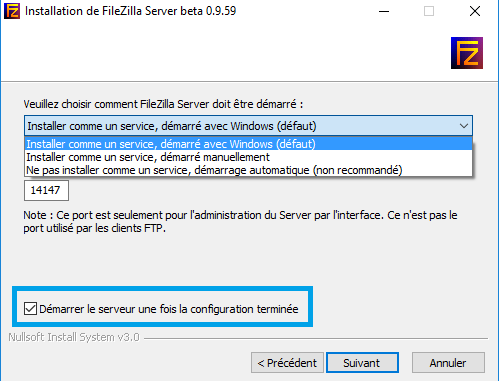 Installation de FileZilla Server beta 0.9.59
Veuillez choisir comment FileZilla Server doit être démarré :
Installer comme un service, démarré avec Windows (défaut)
Installer comme un service, démarré avec Windows (défaut)
Installer comme un service, démarré manuellement
Ne pas installer comme un service, démarrage automatique (non recommandé)
14147
Note : Ce port est seulement pour l'administration du Server par l'interface. Ce n'est pas le
port utilisé par les clients FTP.
Démarrer le serveur une fois la configuration terminée
Nullsoft Install System v3.0
< Précédent
Suivant
Annuler